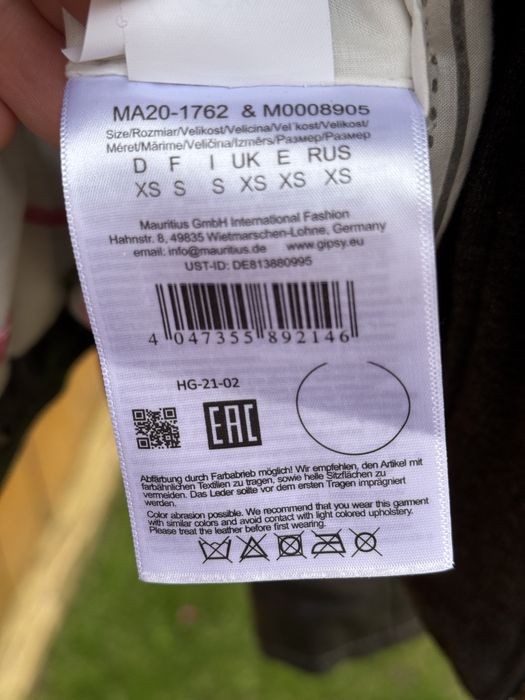 MA20-1762 & M0008905
Size/Rozmiar/Velikost/Velicina/Vel´kost/Velikost/
Méret/Mărime/Veličina/Izmērs/Размер/Размер
D F I UK E RUS
XS S S XS XS XS
Mauritius GmbH International Fashion
Hahnstr. 8, 49835 Wietmarschen-Lohne, Germany
email: info@mauritius.de www.gipsy.eu
UST-ID: DE813880995
4 047355 892146
HG-21-02
EAC
Abfärbung durch Farbabrieb möglich! Wir empfehlen, den Artikel mit
farbähnlichen Textilien zu tragen, sowie helle Sitzflächen zu
vermeiden. Das Leder sollte vor dem ersten Tragen imprägniert
werden.
Color abrasion possible. We recommend that you wear this garment
with similar colors and avoid contact with light colored upholstery.
Please treat the leather before first wearing.